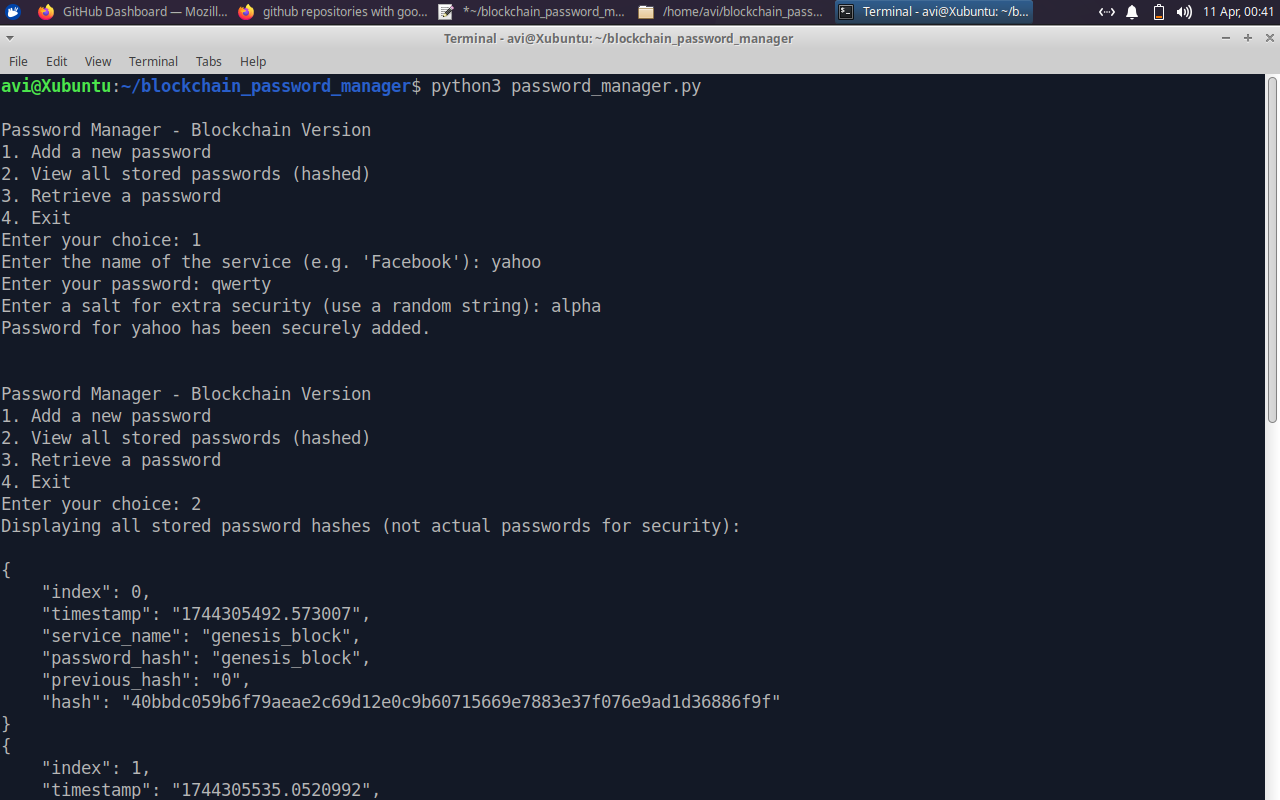 GitHub Dashboard — Mozill...
github repositories with goo...
*~/blockchain_password_m...
/home/avi/blockchain_pass...
Terminal - avi@Xubuntu: ~/b...
11 Apr, 00:41
Terminal - avi@Xubuntu: ~/blockchain_password_manager
File Edit View Terminal Tabs Help
avi@Xubuntu:~/blockchain_password_manager$ python3 password_manager.py
Password Manager - Blockchain Version
1. Add a new password
2. View all stored passwords (hashed)
3. Retrieve a password
4. Exit
Enter your choice: 1
Enter the name of the service (e.g. 'Facebook'): yahoo
Enter your password: qwerty
Enter a salt for extra security (use a random string): alpha
Password for yahoo has been securely added.
Password Manager - Blockchain Version
1. Add a new password
2. View all stored passwords (hashed)
3. Retrieve a password
4. Exit
Enter your choice: 2
Displaying all stored password hashes (not actual passwords for security):
{
"index": 0,
"timestamp": "1744305492.573007",
"service_name": "genesis_block",
"password_hash": "genesis_block",
"previous_hash": "0",
"hash": "40bbdc059b6f79aeae2c69d12e0c9b60715669e7883e37f076e9ad1d36886f9f"
}
{
"index": 1,
"timestamp": "1744305535.0520992",